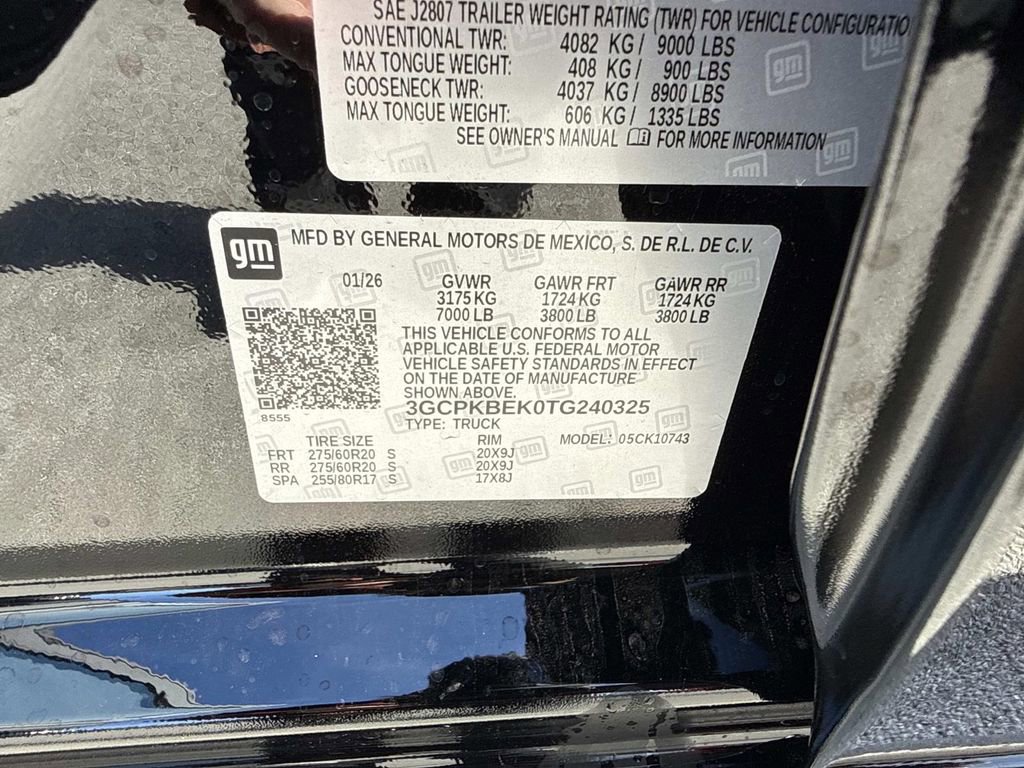 SAE J2807 TRAILER WEIGHT RATING (TWR) FOR VEHICLE CONFIGURATIO
CONVENTIONAL TWR: 4082 KG / 9000 LBS
MAX TONGUE WEIGHT: 408 KG / 900 LBS
GOOSENECK TWR: 4037 KG / 8900 LBS
MAX TONGUE WEIGHT: 606 KG / 1335 LBS
SEE OWNER'S MANUAL FOR MORE INFORMATION
gm MFD BY GENERAL MOTORS DE MEXICO, S. DE R.L. DE C.V.
01/26 GVWR GAWR FRT GAWR RR
3175 KG 1724 KG 1724 KG
7000 LB 3800 LB 3800 LB
THIS VEHICLE CONFORMS TO ALL
APPLICABLE U.S. FEDERAL MOTOR
VEHICLE SAFETY STANDARDS IN EFFECT
ON THE DATE OF MANUFACTURE
SHOWN ABOVE.
3GCPKBEK0TG240325
8555
TYPE: TRUCK
TIRE SIZE RIM MODEL: 05CK10743
FRT 275/60R20 S 20X9J
RR 275/60R20 S 20X9J
SPA 255/80R17 S 17X8J